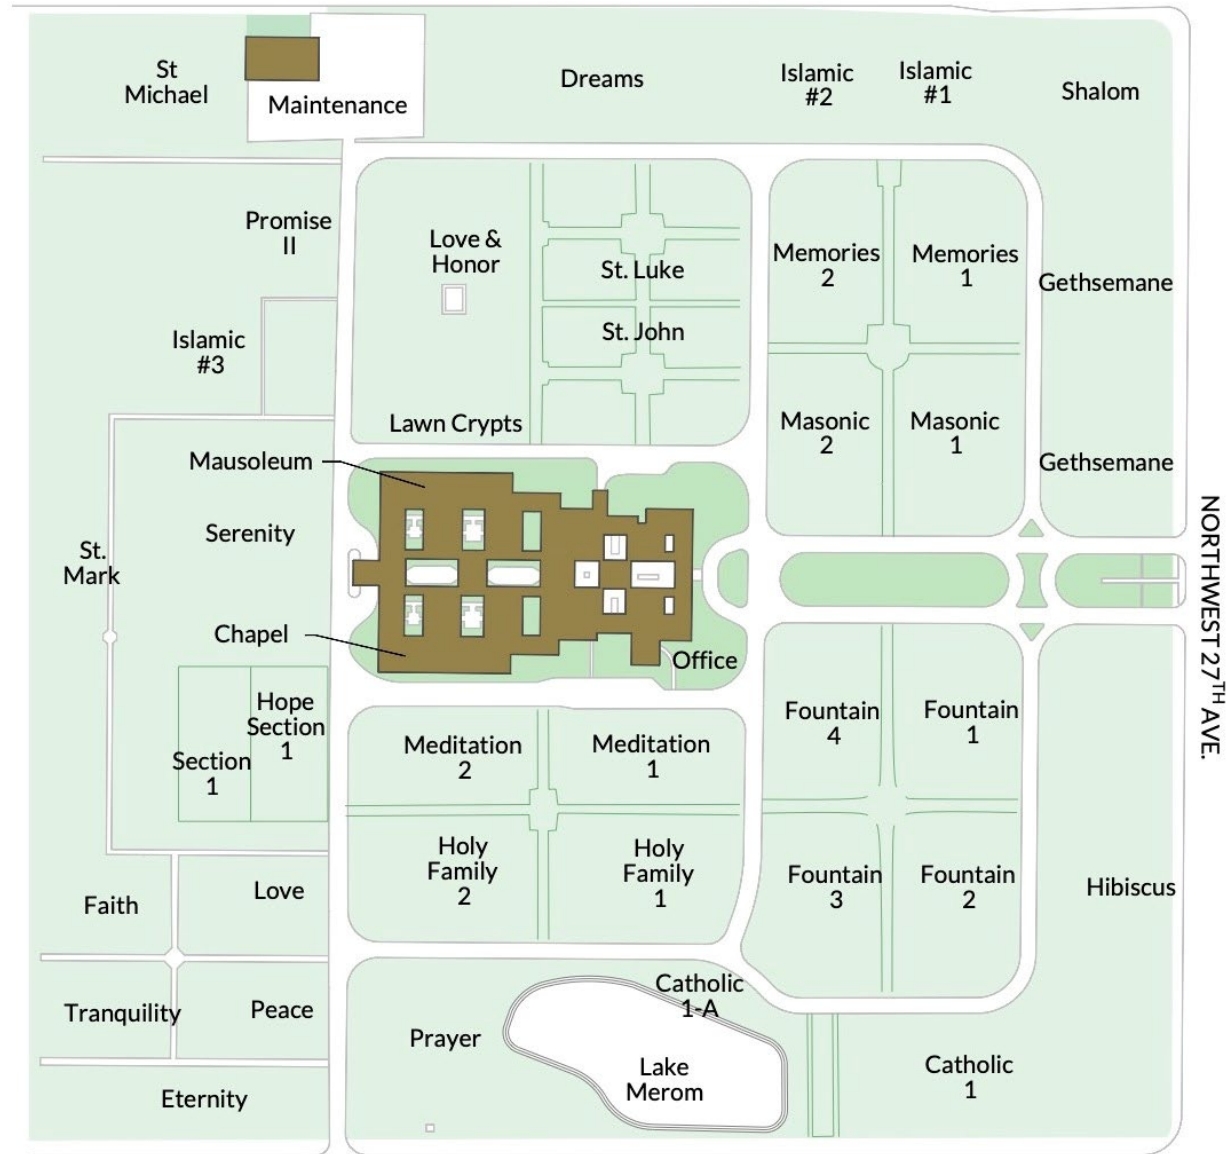 St
Michael
Maintenance
Dreams
Islamic
#2
Islamic
#1
Shalom
Promise
II
Love &
Honor
St. Luke
Memories
2
Memories
1
Gethsemane
Islamic
#3
St. John
Lawn Crypts
Masonic
2
Masonic
1
Gethsemane
Mausoleum
Serenity
St.
Mark
Chapel
Office
NORTHWEST 27TH AVE.
Hope
Section
1
Section
1
Meditation
2
Meditation
1
Fountain
4
Fountain
1
Holy
Family
2
Holy
Family
1
Fountain
3
Fountain
2
Hibiscus
Faith
Love
Tranquility
Peace
Prayer
Catholic
1-A
Lake
Merom
Catholic
1
Eternity